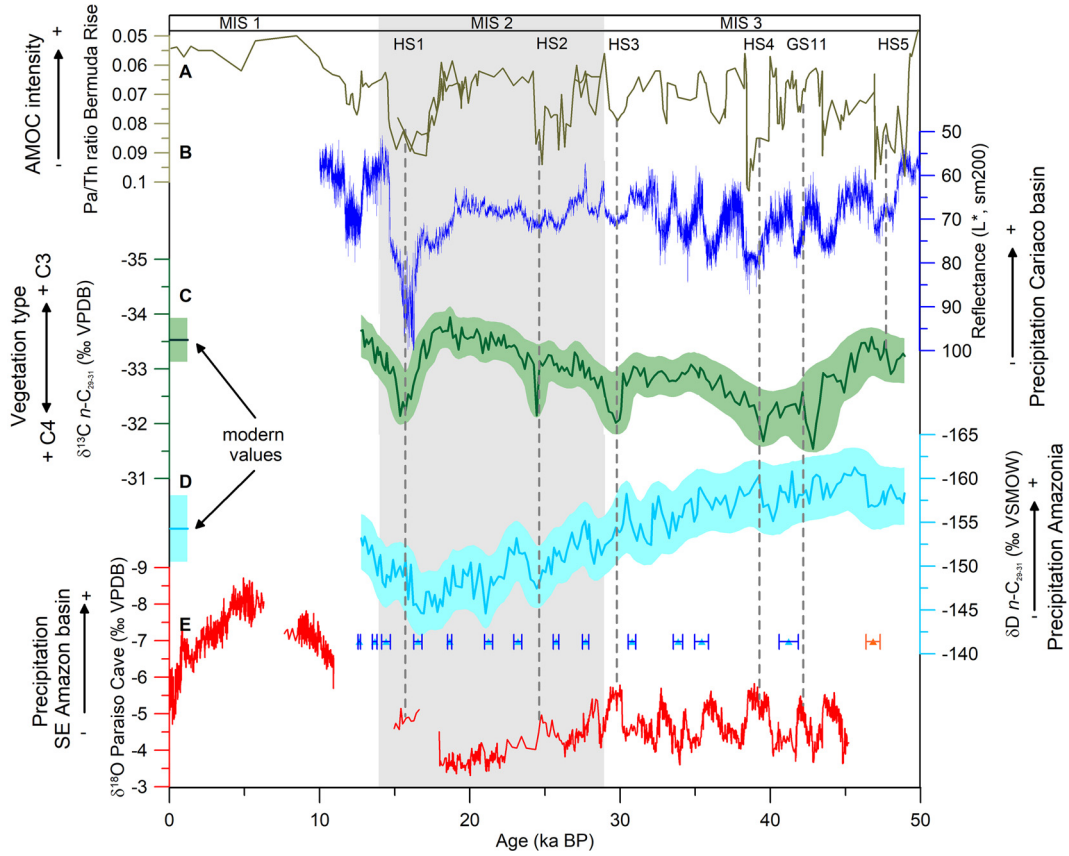 MIS 1
MIS 2
MIS 3
HS1
HS2
HS3
HS4
GS11
HS5
AMOC intensity
- +
Pa/Th ratio Bermuda Rise
0.05
0.06
0.07
0.08
0.09
0.1
A
B
50
60
70
80
90
100
Reflectance (L*, sm200)
- +
Precipitation Cariaco basin
Vegetation type
+ C4 + C3
δ13C n-C29-31 (‰ VPDB)
-35
-34
-33
-32
-31
C
modern
values
D
-165
-160
-155
-150
-145
-140
δD n-C29-31 (‰ VSMOW)
- +
Precipitation Amazonia
Precipitation
SE Amazon basin
- +
δ18O Paraiso Cave (‰ VPDB)
-9
-8
-7
-6
-5
-4
-3
E
0
10
20
30
40
50
Age (ka BP)